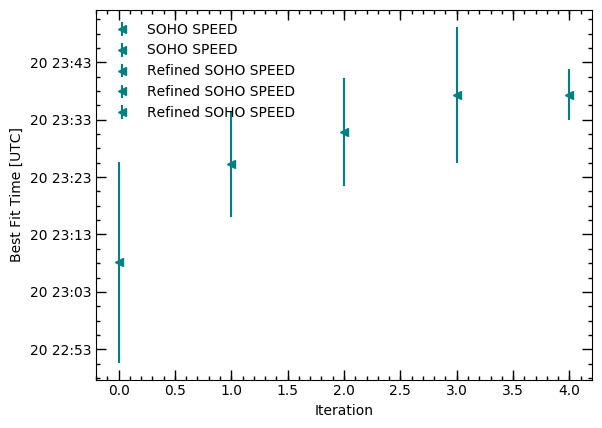 SOHO SPEED
SOHO SPEED
Refined SOHO SPEED
Refined SOHO SPEED
Refined SOHO SPEED
20 23:43
20 23:33
20 23:23
20 23:13
20 23:03
20 22:53
Best Fit Time [UTC]
0.0 0.5 1.0 1.5 2.0 2.5 3.0 3.5 4.0
Iteration